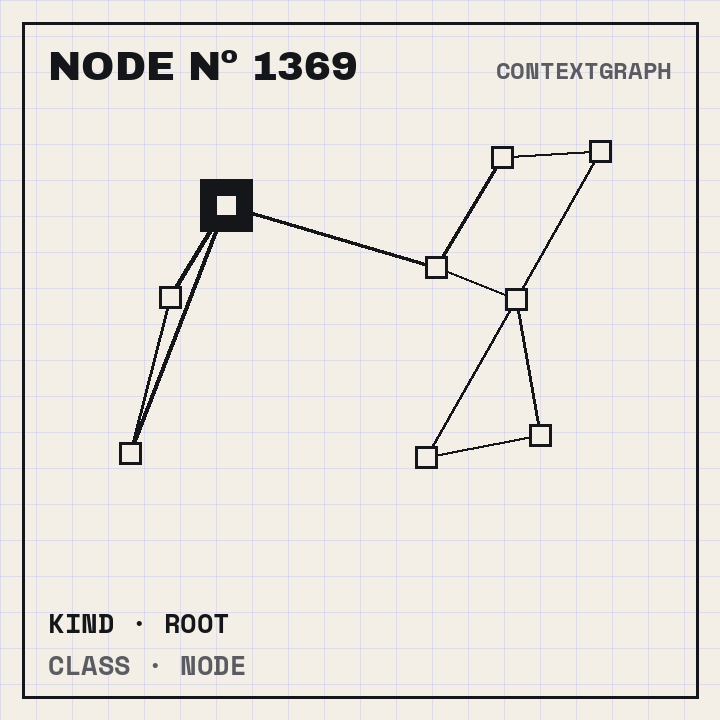 NODE Nº 1369
CONTEXTGRAPH
KIND · ROOT
CLASS · NODE